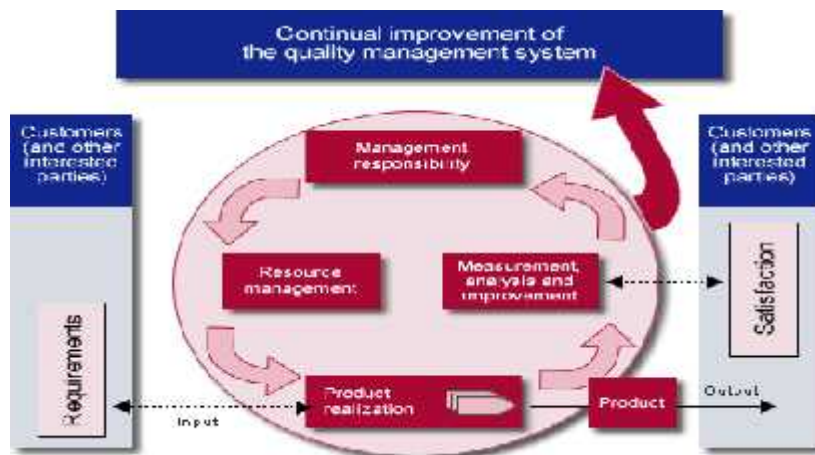 Continual improvement of
the quality management system
Customers
(and other
interested
parties)
Management
responsibility
Customers
(and other
interested
parties)
Resource
management
Measurement,
analysis and
improvement
Satisfaction
Requirements
Product
realization
Input
Product
Output